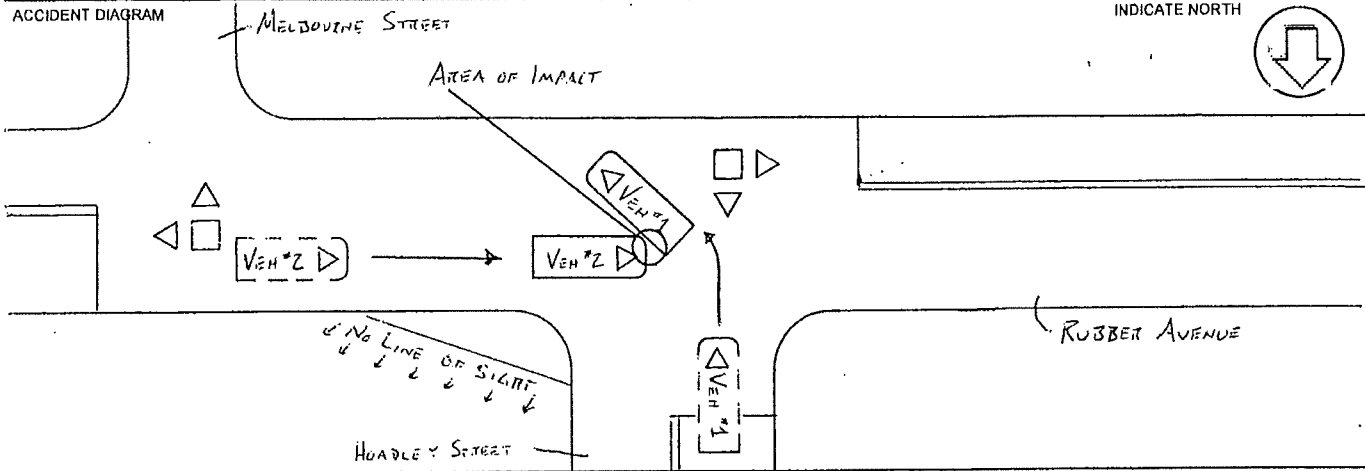 ACCIDENT DIAGRAM
INDICATE NORTH
MELBOURNE STREET
AREA OF IMPACT
VEH #1
VEH #2
VEH #2
NO LINE OF SIGHT
VEH #1
RUBBER AVENUE
HOADLEY STREET